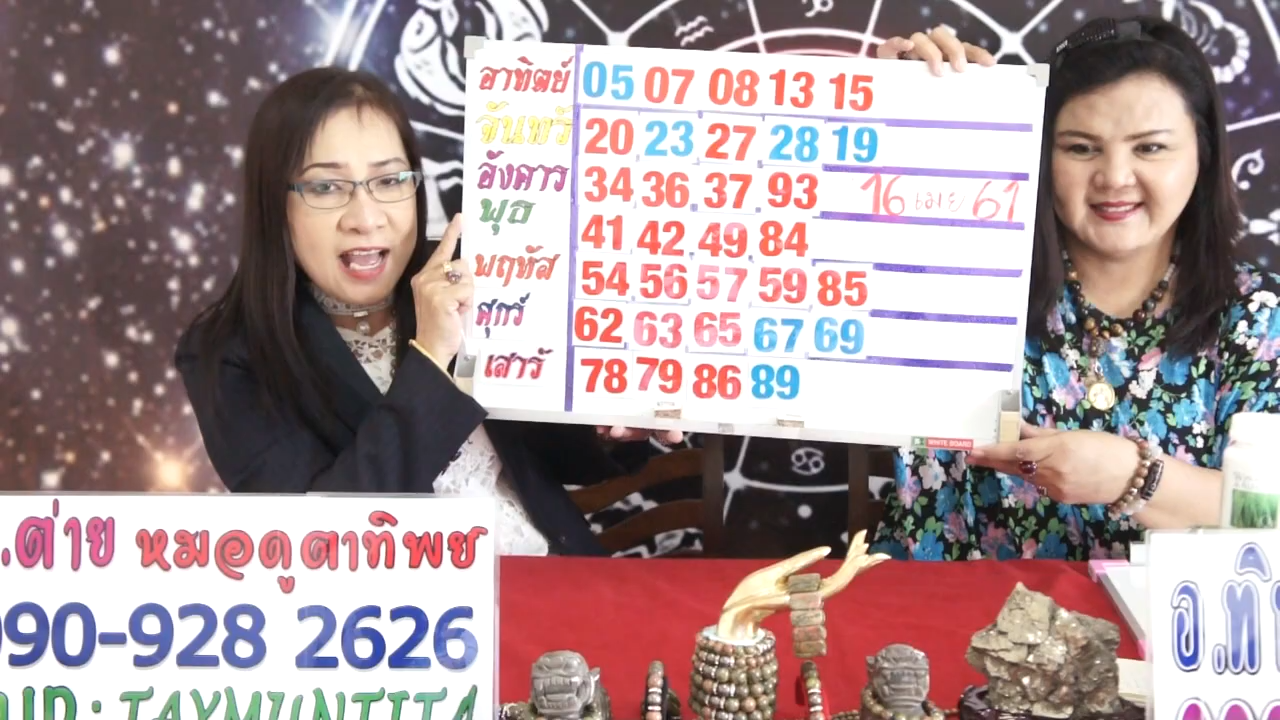 อาทิตย์ 05 07 08 13 15
จันทร์ 20 23 27 28 19
อังคาร 34 36 37 93 16 เมย 61
พุธ 41 42 49 84
พฤหัส 54 56 57 59 85
ศุกร์ 62 63 65 67 69
เสาร์ 78 79 86 89
WHITE BOARD
.ต่าย หมอดูตาทิพย์
090-928 2626
: TAYMUNTITA
อ.ทิ